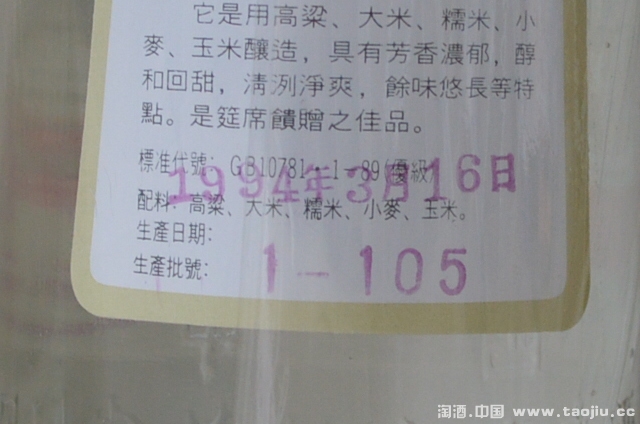 它是用高粱、大米、糯米、小
麥、玉米釀造，具有芳香濃郁，醇
和回甜，清洌淨爽，餘味悠長等特
點。是筵席饋贈之佳品。
標准代號：GB10781·1-89(優級)
1994年3月16日
配料：高粱、大米、糯米、小麥、玉米。
生產日期：
生產批號：1-105
淘酒.中国 www.taojiu.cc